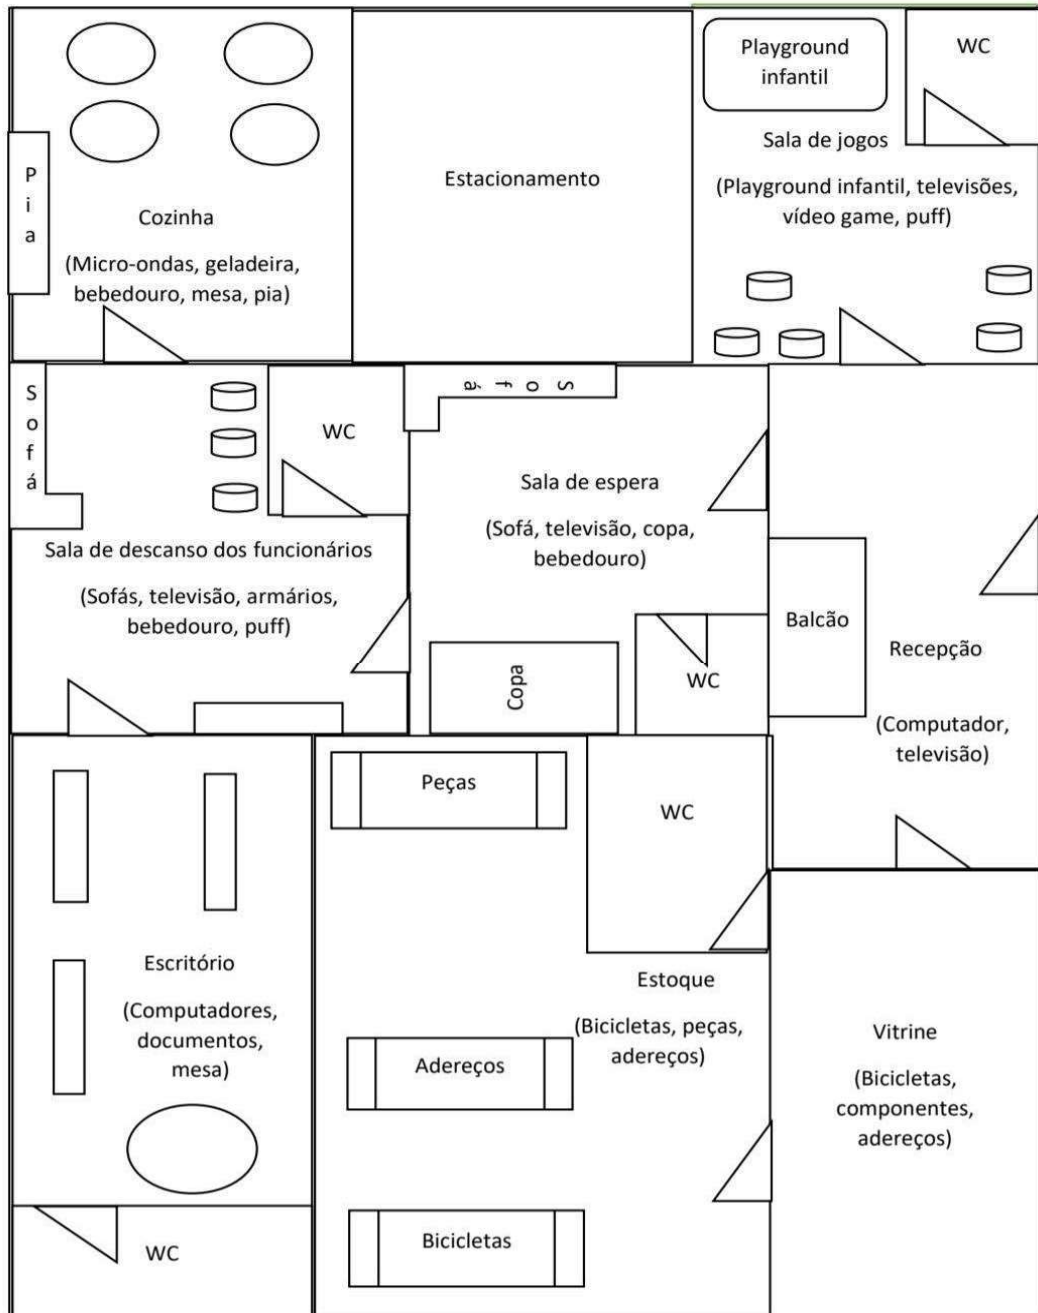 Pia
Cozinha
(Micro-ondas, geladeira,
bebedouro, mesa, pia)
Estacionamento
Playground
infantil
WC
Sala de jogos
(Playground infantil, televisões,
vídeo game, puff)
Sofá
WC
Sala de descanso dos funcionários
(Sofás, televisão, armários,
bebedouro, puff)
Sofá
Sala de espera
(Sofá, televisão, copa,
bebedouro)
Copa
WC
Balcão
Recepção
(Computador,
televisão)
Escritório
(Computadores,
documentos,
mesa)
WC
Peças
WC
Estoque
(Bicicletas, peças,
adereços)
Adereços
Bicicletas
Vitrine
(Bicicletas,
componentes,
adereços)